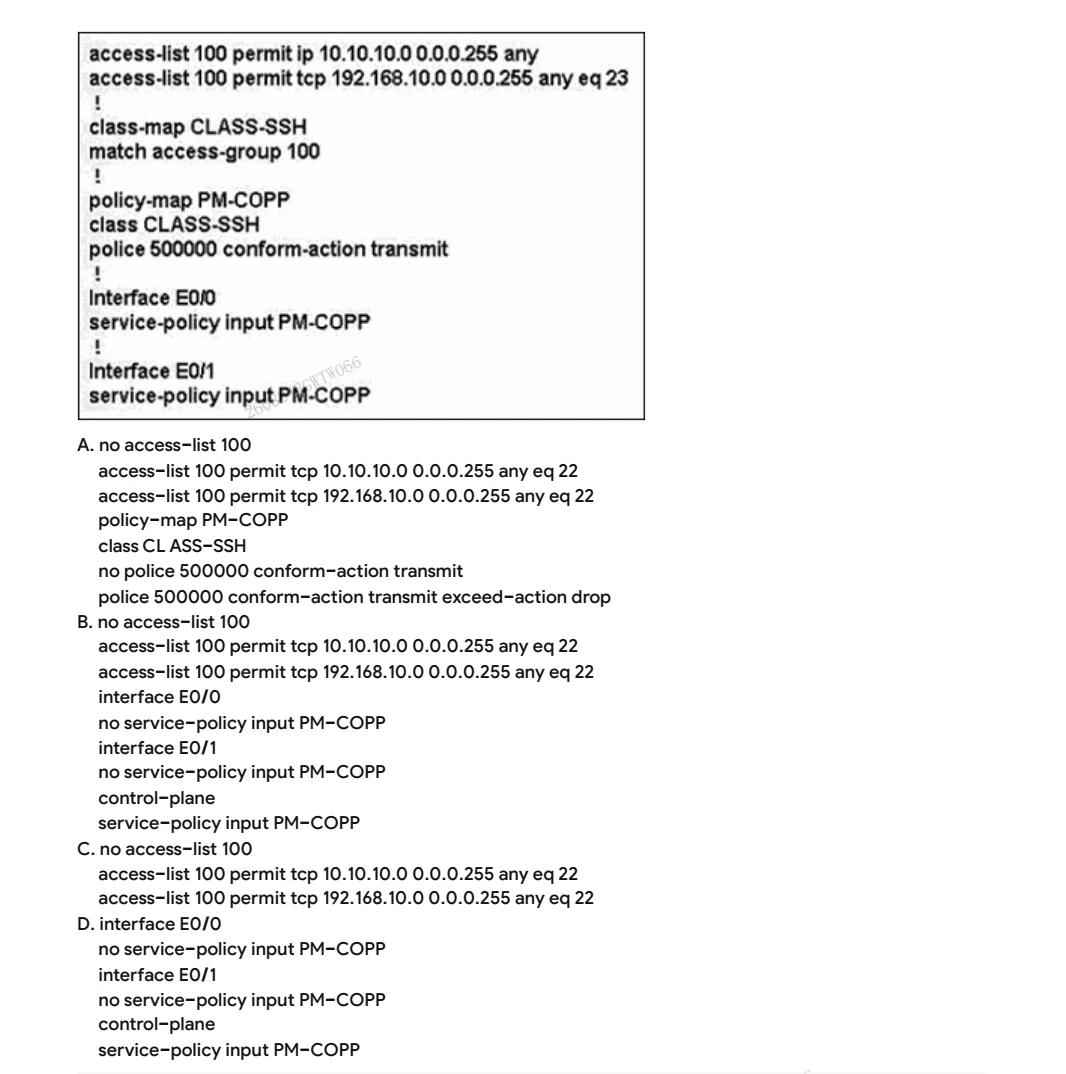 access-list 100 permit ip 10.10.10.0 0.0.0.255 any
access-list 100 permit tcp 192.168.10.0 0.0.0.255 any eq 23
!
class-map CLASS-SSH
match access-group 100
!
policy-map PM-COPP
class CLASS-SSH
police 500000 conform-action transmit
!
Interface E0/0
service-policy input PM-COPP
!
Interface E0/1
service-policy input PM-COPP
A. no access-list 100
access-list 100 permit tcp 10.10.10.0 0.0.0.255 any eq 22
access-list 100 permit tcp 192.168.10.0 0.0.0.255 any eq 22
policy-map PM-COPP
class CL ASS-SSH
no police 500000 conform-action transmit
police 500000 conform-action transmit exceed-action drop
B. no access-list 100
access-list 100 permit tcp 10.10.10.0 0.0.0.255 any eq 22
access-list 100 permit tcp 192.168.10.0 0.0.0.255 any eq 22
interface E0/0
no service-policy input PM-COPP
interface E0/1
no service-policy input PM-COPP
control-plane
service-policy input PM-COPP
C. no access-list 100
access-list 100 permit tcp 10.10.10.0 0.0.0.255 any eq 22
access-list 100 permit tcp 192.168.10.0 0.0.0.255 any eq 22
D. interface E0/0
no service-policy input PM-COPP
interface E0/1
no service-policy input PM-COPP
control-plane
service-policy input PM-COPP